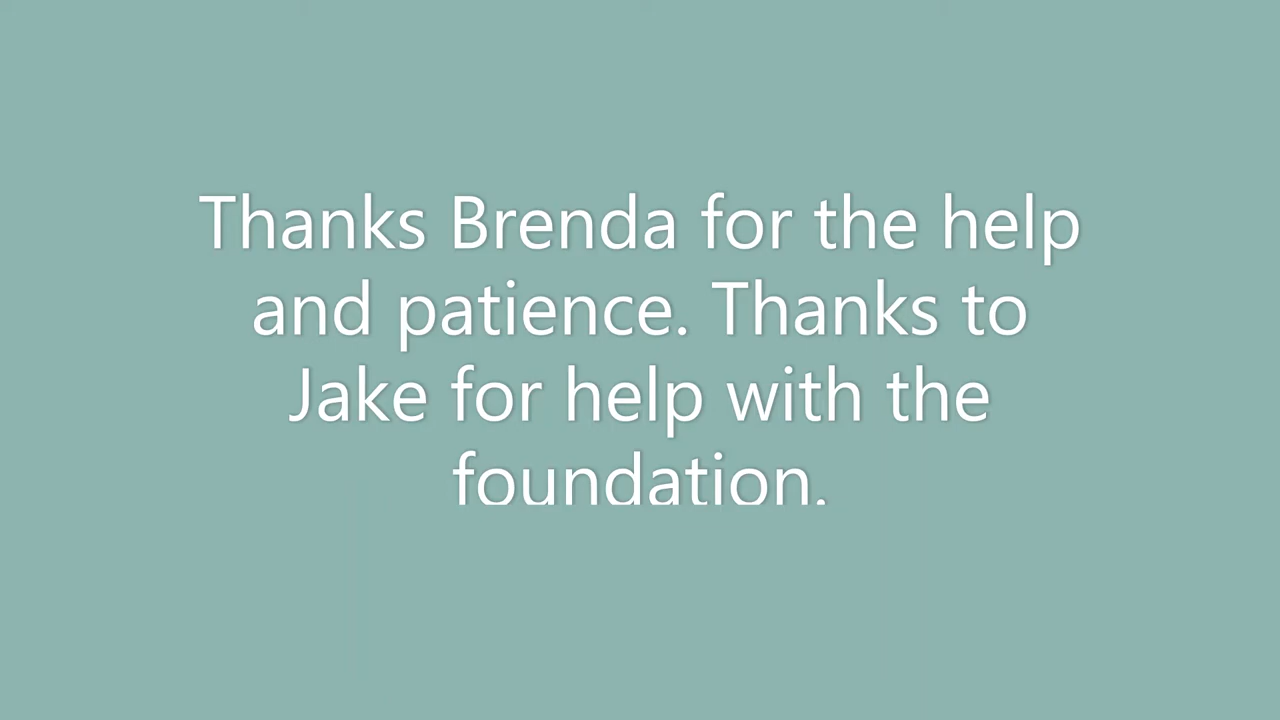 Thanks Brenda for the help
and patience. Thanks to
Jake for help with the
foundation.